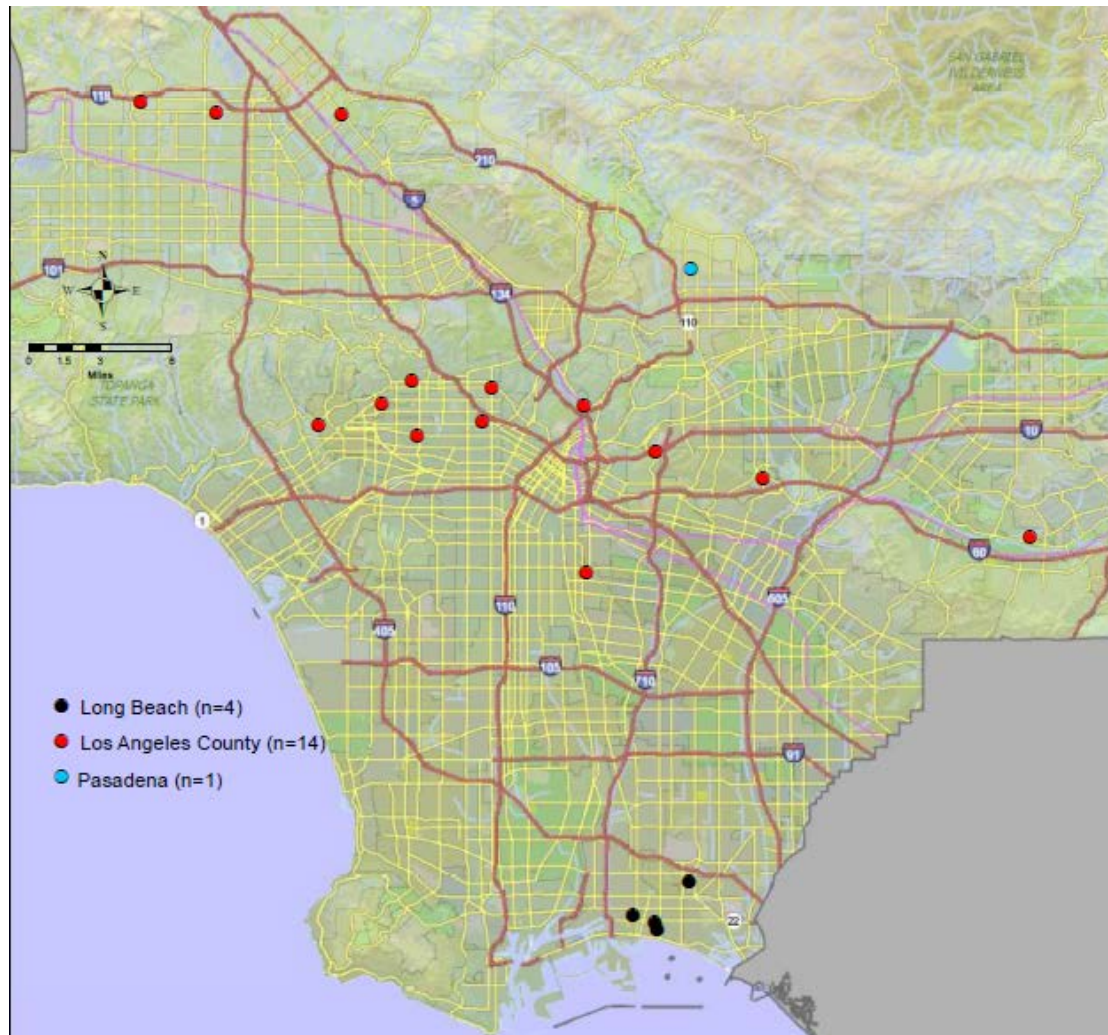 SAN GABRIEL
WILDERNESS
AREA
118
210
5
101
N
W E
S
134
110
0 1.5 3 6
Miles
TOPANGA
STATE PARK
10
1
60
605
110
405
105
710
Long Beach (n=4)
Los Angeles County (n=14)
91
Pasadena (n=1)
22